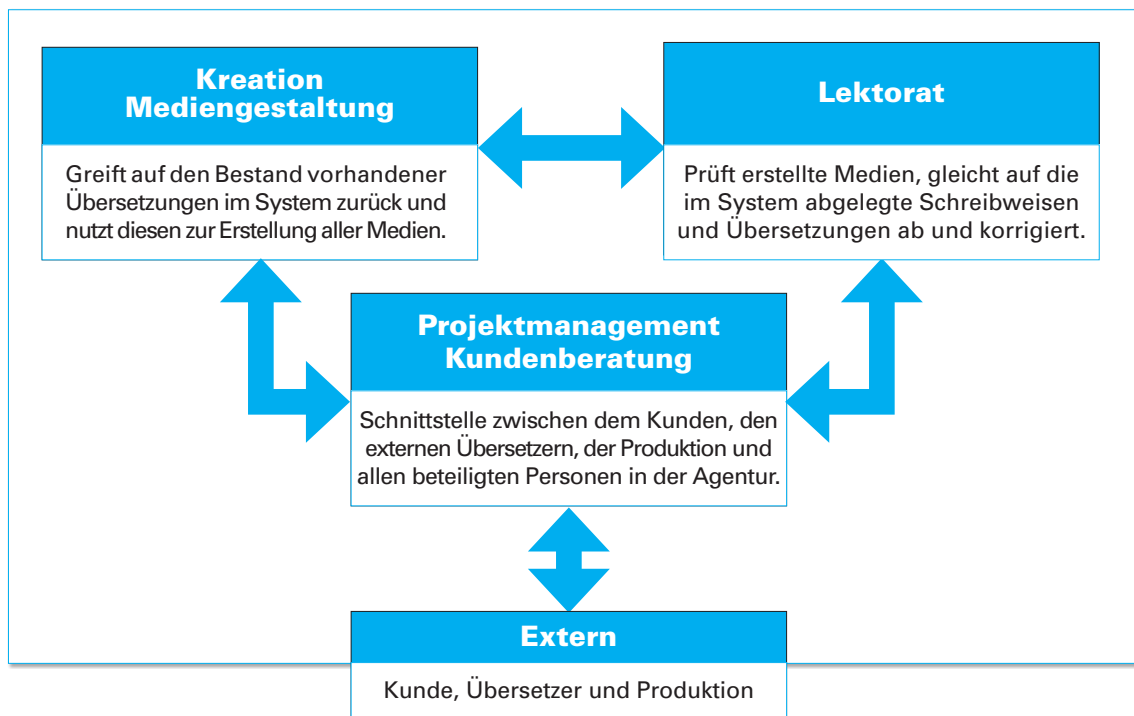 Kreation
Mediengestaltung
Greift auf den Bestand vorhandener
Übersetzungen im System zurück und
nutzt diesen zur Erstellung aller Medien.
Lektorat
Prüft erstellte Medien, gleicht auf die
im System abgelegte Schreibweisen
und Übersetzungen ab und korrigiert.
Projektmanagement
Kundenberatung
Schnittstelle zwischen dem Kunden, den
externen Übersetzern, der Produktion und
allen beteiligten Personen in der Agentur.
Extern
Kunde, Übersetzer und Produktion